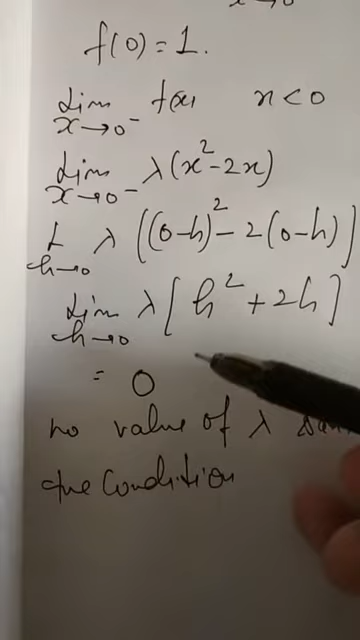 x→0
f(0) = 1.
Lim f(x) x < 0
x→0⁻
Lim λ(x² - 2x)
x→0⁻
L λ ((0-h)² - 2(0-h))
h→0
Lim λ [h² + 2h]
h→0
= 0
no value of λ
the condition